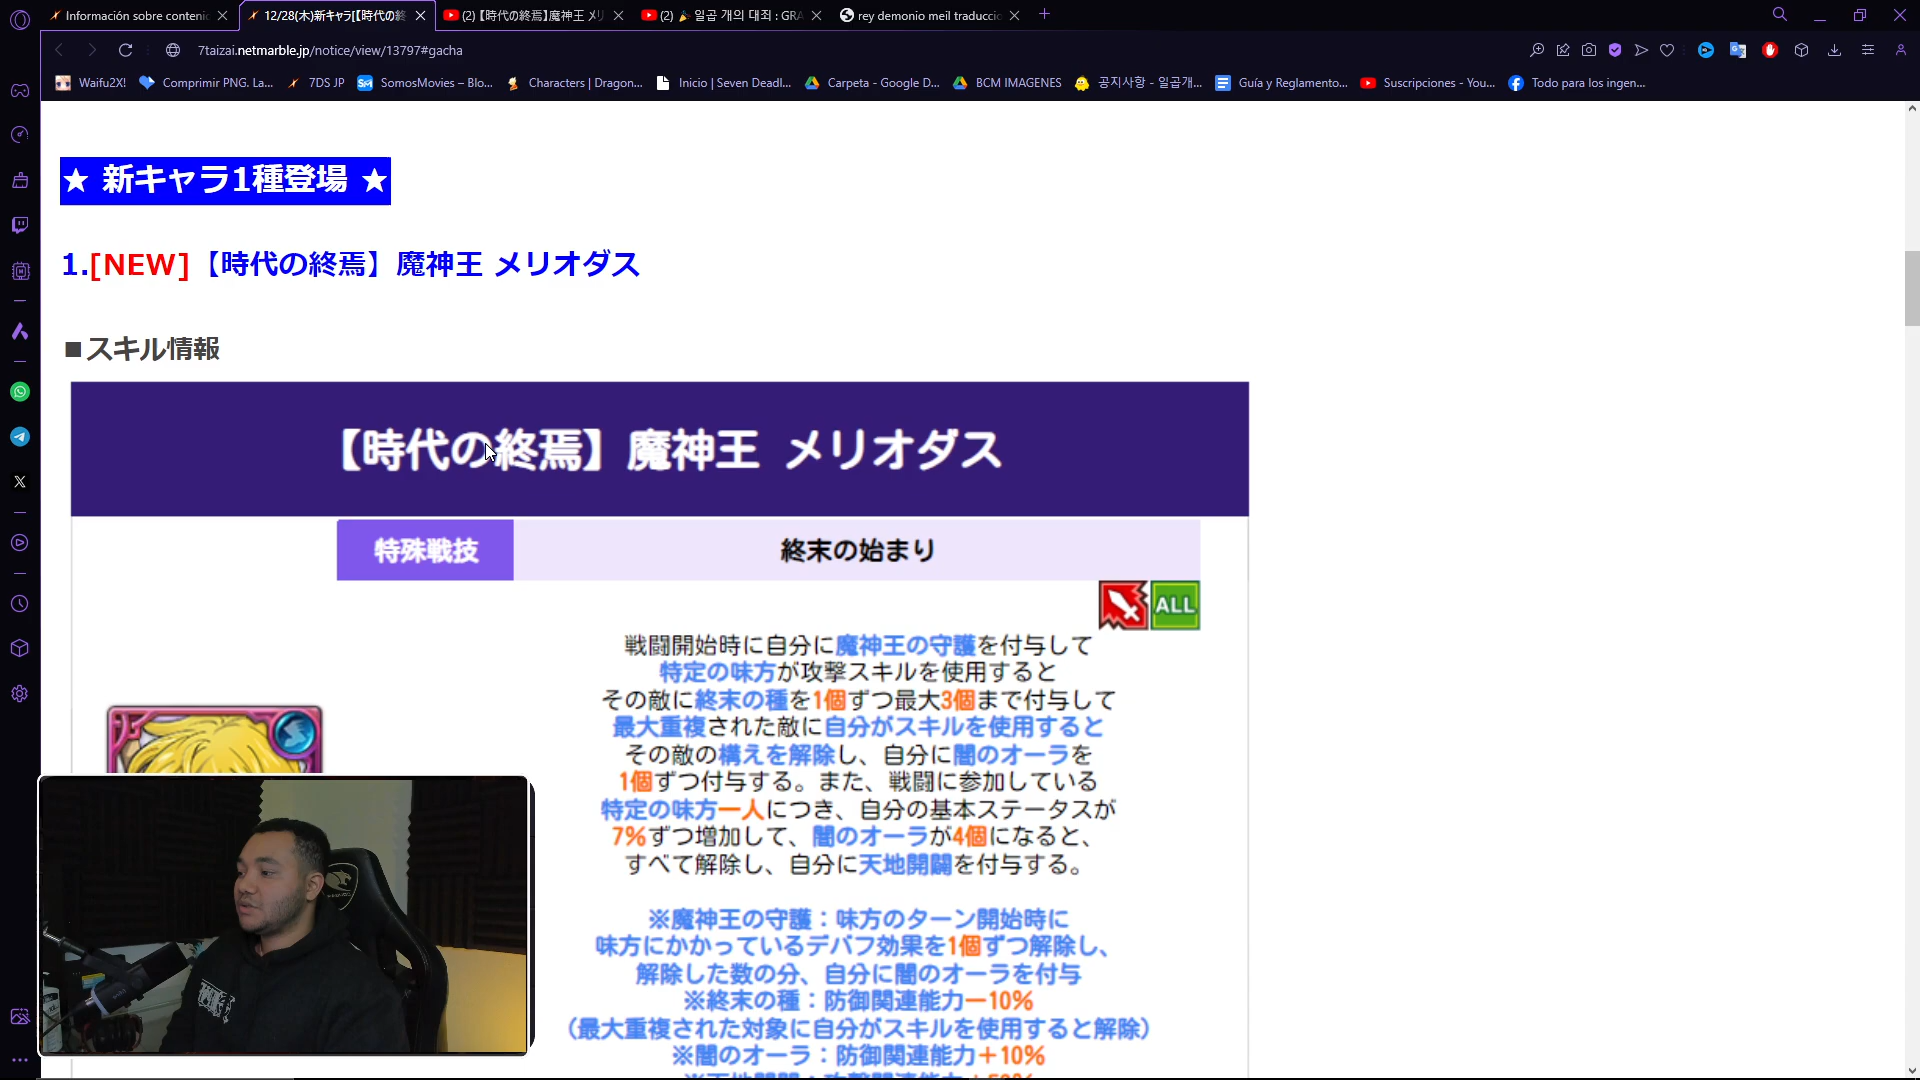 Información sobre conteni
12/28(木)新キャラ[【時代の終
(2)【時代の終焉】魔神王 メリ
(2) 일곱 개의 대죄 : GRA
rey demonio meil traducci
7taizai.netmarble.jp/notice/view/13797#gacha
Waifu2X!
Comprimir PNG. La...
7DS JP
SomosMovies – Blo...
Characters | Dragon...
Inicio | Seven Deadl...
Carpeta - Google D...
BCM IMAGENES
공지사항 - 일곱개...
Guía y Reglamento...
Suscripciones - You...
Todo para los ingen...
★ 新キャラ1種登場 ★
1.[NEW]【時代の終焉】魔神王 メリオダス
■スキル情報
【時代の終焉】魔神王 メリオダス
特殊戦技
終末の始まり
ALL
戦闘開始時に自分に魔神王の守護を付与して
特定の味方が攻撃スキルを使用すると
その敵に終末の種を1個ずつ最大3個まで付与して
最大重複された敵に自分がスキルを使用すると
その敵の構えを解除し、自分に闇のオーラを
1個ずつ付与する。また、戦闘に参加している
特定の味方一人につき、自分の基本ステータスが
7%ずつ増加して、闇のオーラが4個になると、
すべて解除し、自分に天地開闢を付与する。
※魔神王の守護：味方のターン開始時に
味方にかかっているデバフ効果を1個ずつ解除し、
解除した数の分、自分に闇のオーラを付与
※終末の種：防御関連能力－10%
（最大重複された対象に自分がスキルを使用すると解除）
※闇のオーラ：防御関連能力＋10%